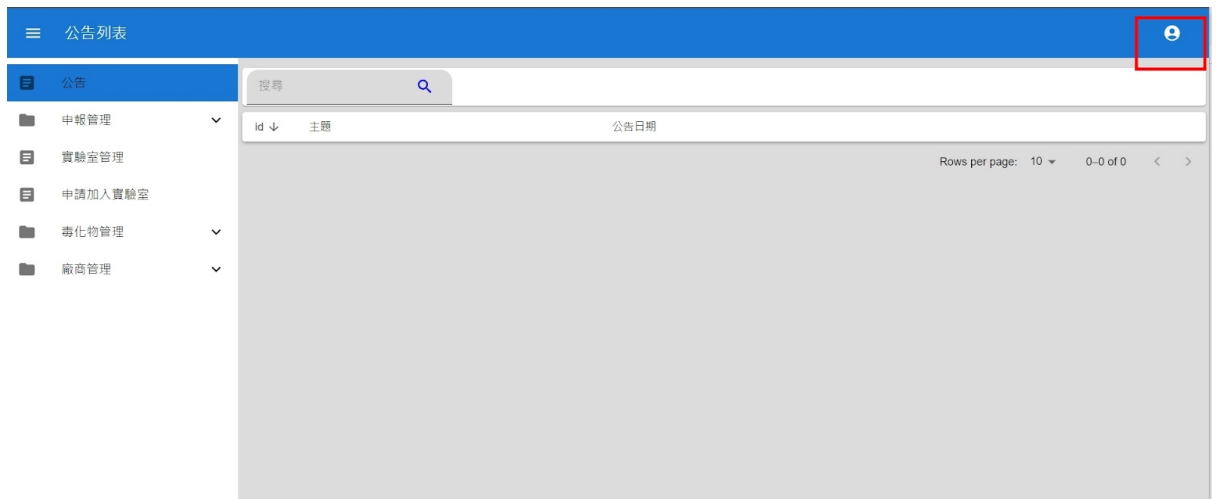 公告列表
公告
申報管理
實驗室管理
申請加入實驗室
毒化物管理
廠商管理
搜尋
id 主題 公告日期
Rows per page: 10 0–0 of 0